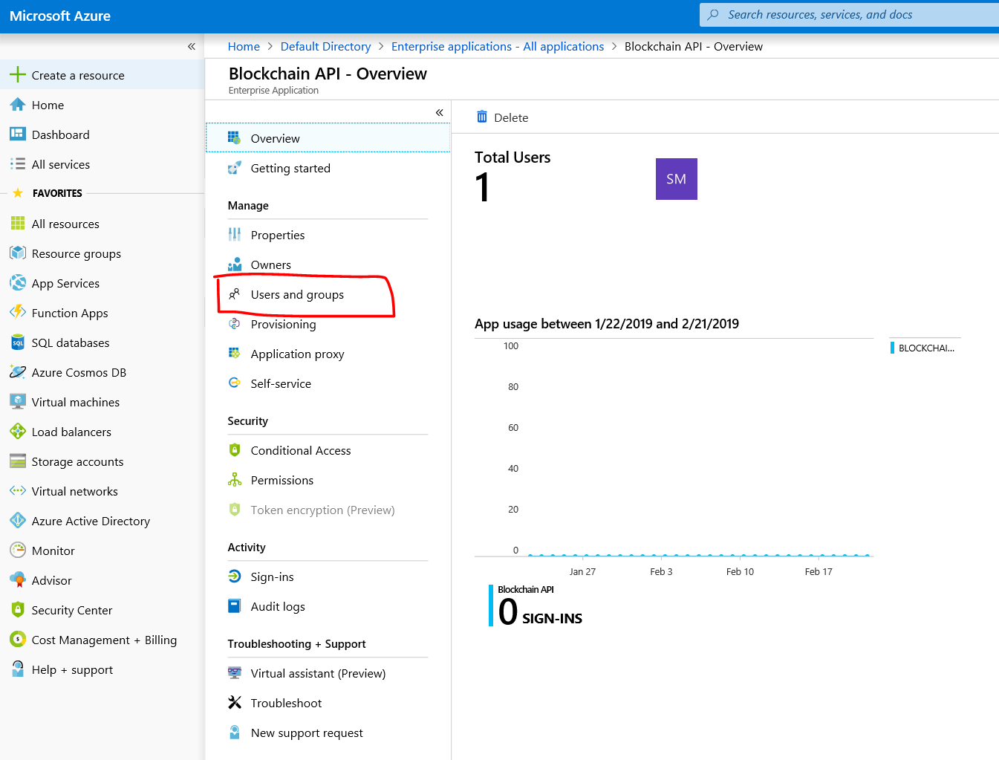 Microsoft Azure
Search resources, services, and docs
«
Home > Default Directory > Enterprise applications - All applications > Blockchain API - Overview
Create a resource
Home
Dashboard
All services
FAVORITES
All resources
Resource groups
App Services
Function Apps
SQL databases
Azure Cosmos DB
Virtual machines
Load balancers
Storage accounts
Virtual networks
Azure Active Directory
Monitor
Advisor
Security Center
Cost Management + Billing
Help + support
Blockchain API - Overview
Enterprise Application
«
Overview
Getting started
Manage
Properties
Owners
Users and groups
Provisioning
Application proxy
Self-service
Security
Conditional Access
Permissions
Token encryption (Preview)
Activity
Sign-ins
Audit logs
Troubleshooting + Support
Virtual assistant (Preview)
Troubleshoot
New support request
Delete
Total Users
1
SM
App usage between 1/22/2019 and 2/21/2019
100
80
60
40
20
0
Jan 27 Feb 3 Feb 10 Feb 17
BLOCKCHAI...
Blockchain API
0 SIGN-INS